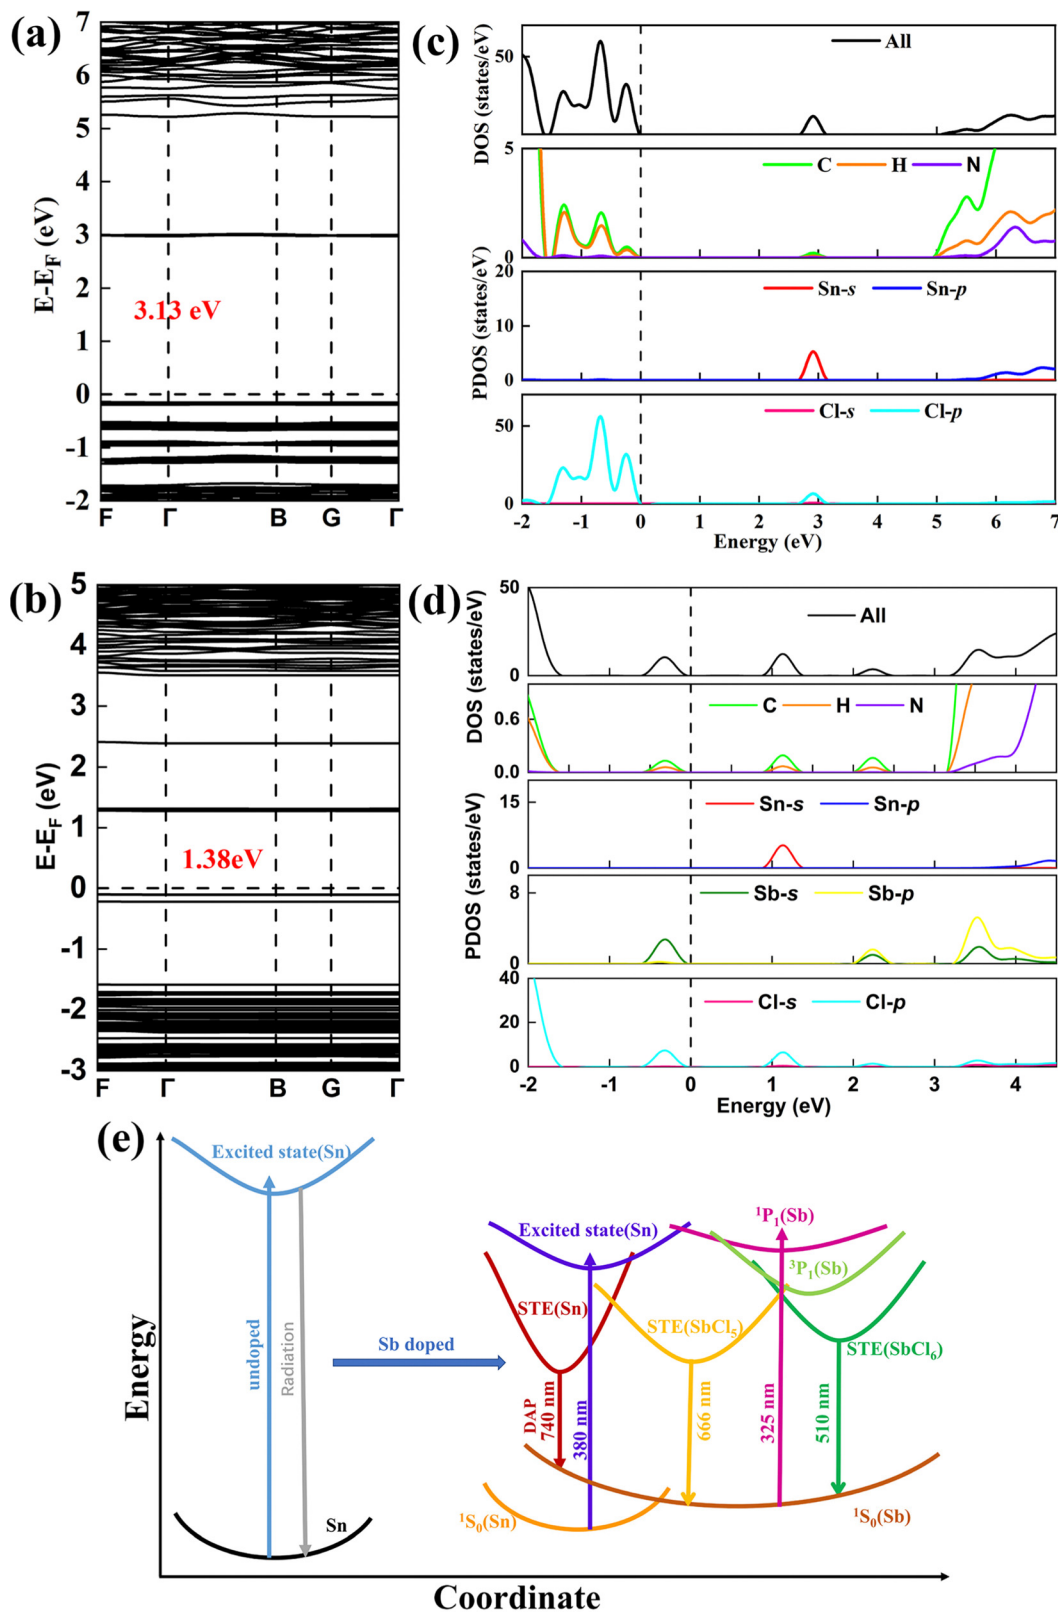 (a)
7
6
5
4
3
2
1
0
-1
-2
E-E_F (eV)
3.13 eV
F Γ B G Γ
(c)
DOS (states/eV)
50
All
5
0
C H N
PDOS (states/eV)
20
10
0
Sn-s Sn-p
50
0
Cl-s Cl-p
-2 -1 0 1 2 3 4 5 6 7
Energy (eV)
(b)
5
4
3
2
1
0
-1
-2
-3
E-E_F (eV)
1.38eV
F Γ B G Γ
(d)
DOS (states/eV)
50
0
All
0.6
0.0
C H N
PDOS (states/eV)
15
0
Sn-s Sn-p
8
0
Sb-s Sb-p
40
20
0
Cl-s Cl-p
-2 -1 0 1 2 3 4
Energy (eV)
(e)
Energy
Excited state(Sn)
undoped
Radiation
Sn
Sb doped
Excited state(Sn)
¹P₁(Sb)
³P₁(Sb)
STE(Sn)
STE(SbCl₅)
STE(SbCl₆)
DAP
740 nm
380 nm
666 nm
325 nm
510 nm
¹S₀(Sn)
¹S₀(Sb)
Coordinate